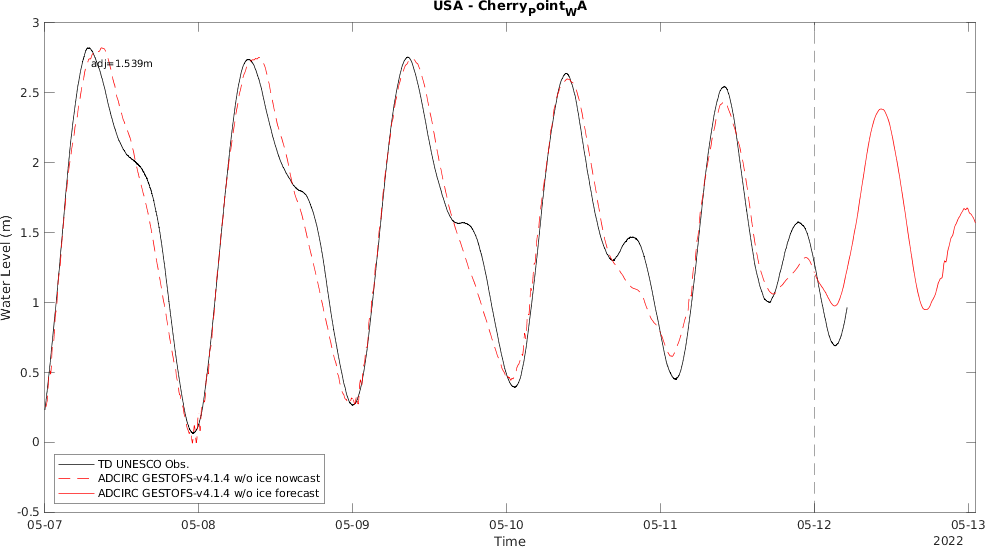 USA - CherryPointWA
3
2.5
2
1.5
1
0.5
0
-0.5
Water Level (m)
adj=1.539m
TD UNESCO Obs.
ADCIRC GESTOFS-v4.1.4 w/o ice nowcast
ADCIRC GESTOFS-v4.1.4 w/o ice forecast
05-07 05-08 05-09 05-10 05-11 05-12 05-13
Time
2022